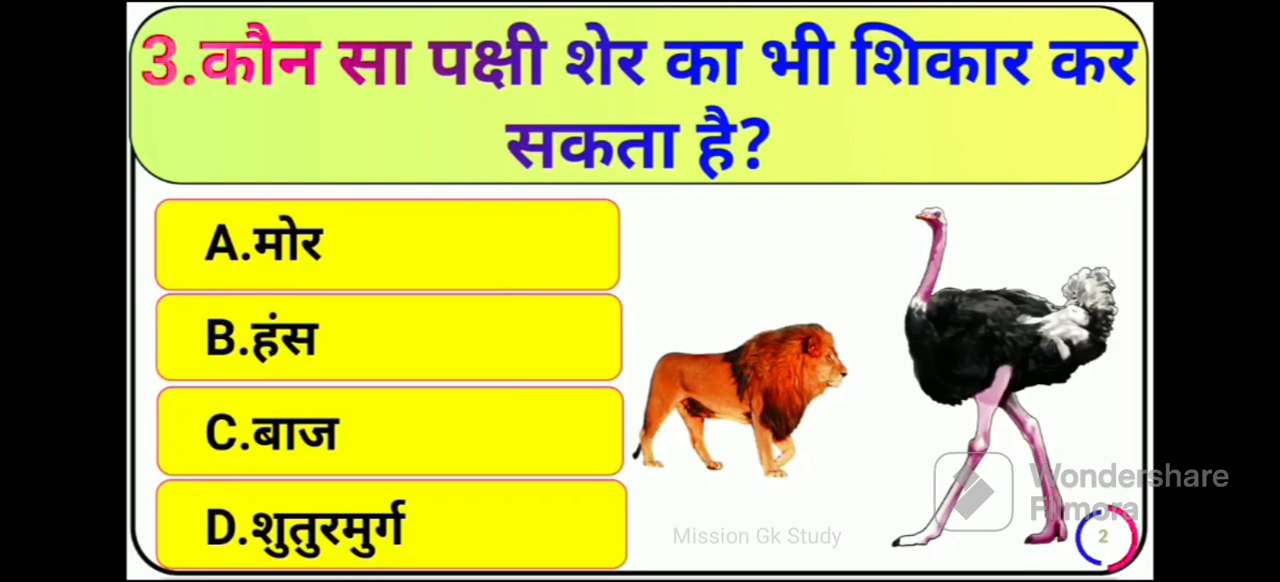 3.कौन सा पक्षी शेर का भी शिकार कर
सकता है?
A.मोर
B.हंस
C.बाज
D.शुतुरमुर्ग
Mission Gk Study
Wondershare
Filmora
2